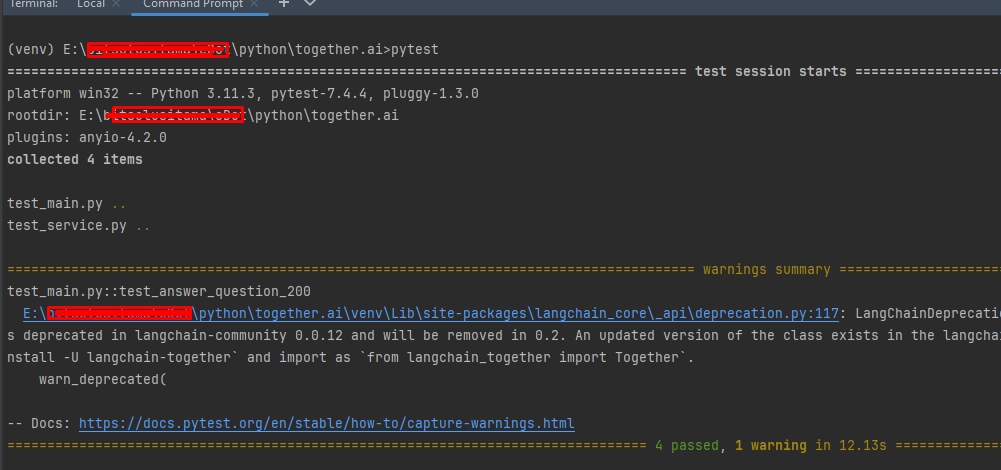 Terminal: Local × Command Prompt × +
(venv) E:\ \python\together.ai>pytest
==================================================================================== test session starts ==================
platform win32 -- Python 3.11.3, pytest-7.4.4, pluggy-1.3.0
rootdir: E:\ \python\together.ai
plugins: anyio-4.2.0
collected 4 items
test_main.py ..
test_service.py ..
===================================================================================== warnings summary ====================
test_main.py::test_answer_question_200
E:\ \python\together.ai\venv\Lib\site-packages\langchain_core\_api\deprecation.py:117: LangChainDeprecatio
s deprecated in langchain-community 0.0.12 and will be removed in 0.2. An updated version of the class exists in the langchai
nstall -U langchain-together` and import as `from langchain_together import Together`.
warn_deprecated(
-- Docs: https://docs.pytest.org/en/stable/how-to/capture-warnings.html
=============================================================================== 4 passed, 1 warning in 12.13s =============